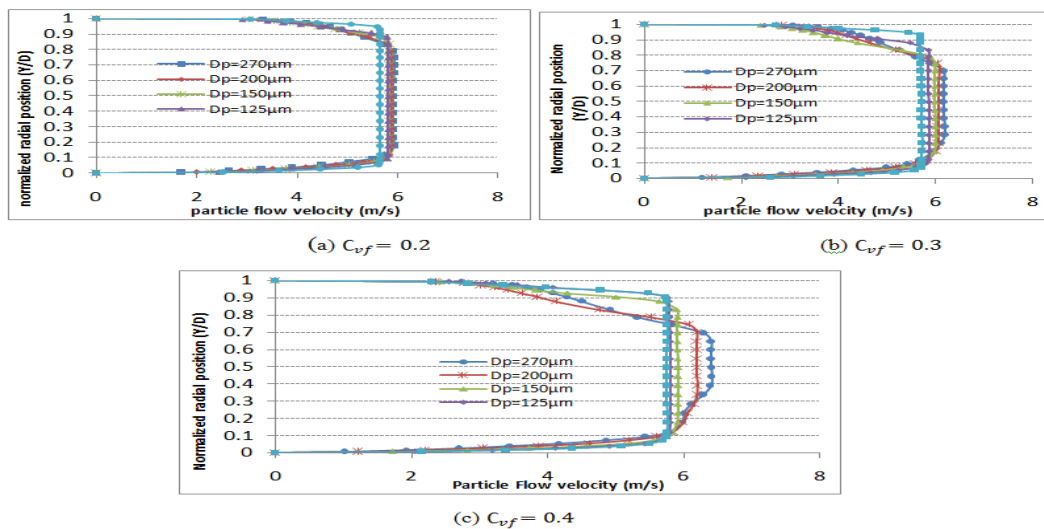 normalized radial position (Y/D)
1
0.9
0.8
0.7
0.6
0.5
0.4
0.3
0.2
0.1
0
Dp=270µm
Dp=200µm
Dp=150µm
Dp=125µm
0 2 4 6 8
particle flow velocity (m/s)
(a) C_vf = 0.2
Normalized radial position
(Y/D)
1
0.9
0.8
0.7
0.6
0.5
0.4
0.3
0.2
0.1
0
Dp=270µm
Dp=200µm
Dp=150µm
Dp=125µm
0 2 4 6 8
particle flow velocity (m/s)
(b) C_vf = 0.3
Normalized radial position (Y/D)
1
0.9
0.8
0.7
0.6
0.5
0.4
0.3
0.2
0.1
0
Dp=270µm
Dp=200µm
Dp=150µm
Dp=125µm
0 2 4 6 8
Particle Flow velocity (m/s)
(c) C_vf = 0.4